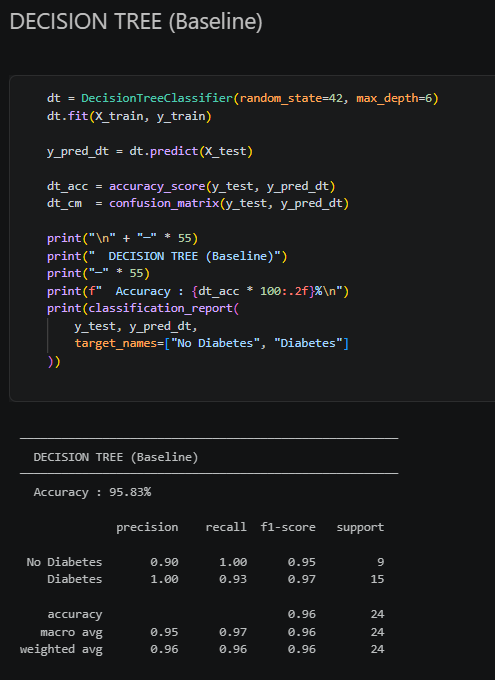 DECISION TREE (Baseline)
dt = DecisionTreeClassifier(random_state=42, max_depth=6)
dt.fit(X_train, y_train)
y_pred_dt = dt.predict(X_test)
dt_acc = accuracy_score(y_test, y_pred_dt)
dt_cm  = confusion_matrix(y_test, y_pred_dt)
print("\n" + "─" * 55)
print("  DECISION TREE (Baseline)")
print("─" * 55)
print(f"  Accuracy : {dt_acc * 100:.2f}%\n")
print(classification_report(
    y_test, y_pred_dt,
    target_names=["No Diabetes", "Diabetes"]
))
───────────────────────────────────────────────────────
  DECISION TREE (Baseline)
───────────────────────────────────────────────────────
  Accuracy : 95.83%
              precision    recall  f1-score   support
 No Diabetes       0.90      1.00      0.95         9
    Diabetes       1.00      0.93      0.97        15
    accuracy                           0.96        24
   macro avg       0.95      0.97      0.96        24
weighted avg       0.96      0.96      0.96        24